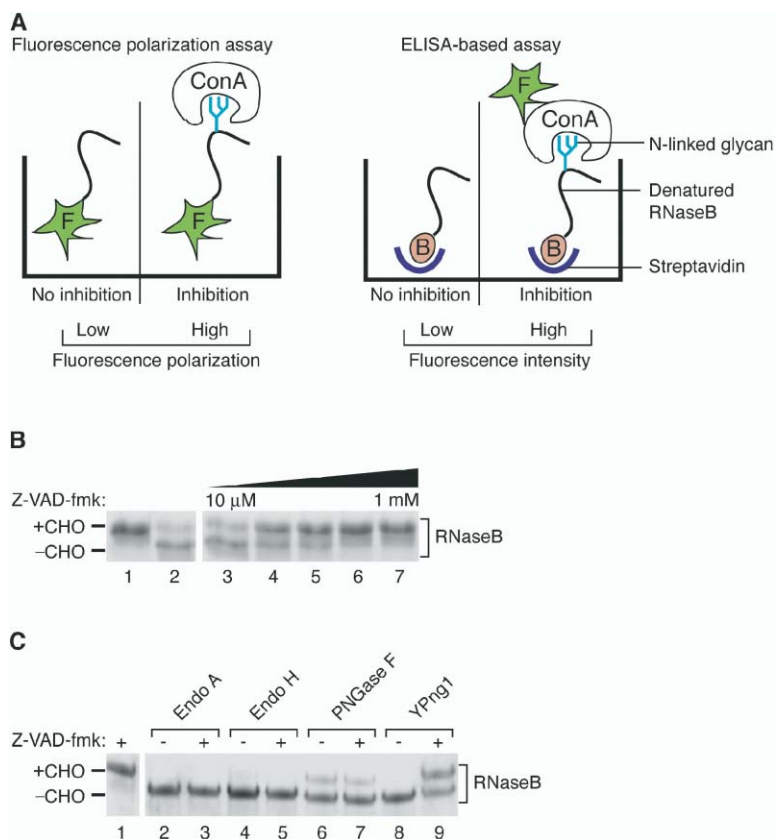 A
Fluorescence polarization assay
ELISA-based assay
ConA
F
F
F
ConA
N-linked glycan
Denatured
RNaseB
B
B
Streptavidin
No inhibition
Inhibition
No inhibition
Inhibition
Low
High
Low
High
Fluorescence polarization
Fluorescence intensity
B
Z-VAD-fmk:
10 μM
1 mM
+CHO
–CHO
RNaseB
1 2 3 4 5 6 7
C
Endo A
Endo H
PNGase F
YPng1
Z-VAD-fmk: + - + - + - + - +
+CHO
–CHO
RNaseB
1 2 3 4 5 6 7 8 9